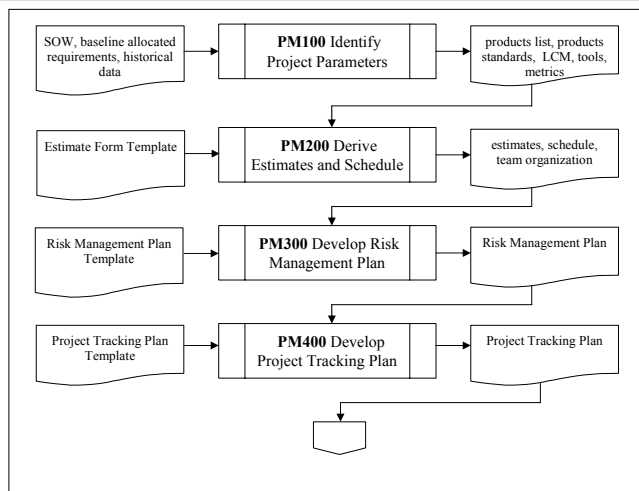 SOW, baseline allocated
requirements, historical
data
PM100 Identify
Project Parameters
products list, products
standards, LCM, tools,
metrics
Estimate Form Template
PM200 Derive
Estimates and Schedule
estimates, schedule,
team organization
Risk Management Plan
Template
PM300 Develop Risk
Management Plan
Risk Management Plan
Project Tracking Plan
Template
PM400 Develop
Project Tracking Plan
Project Tracking Plan